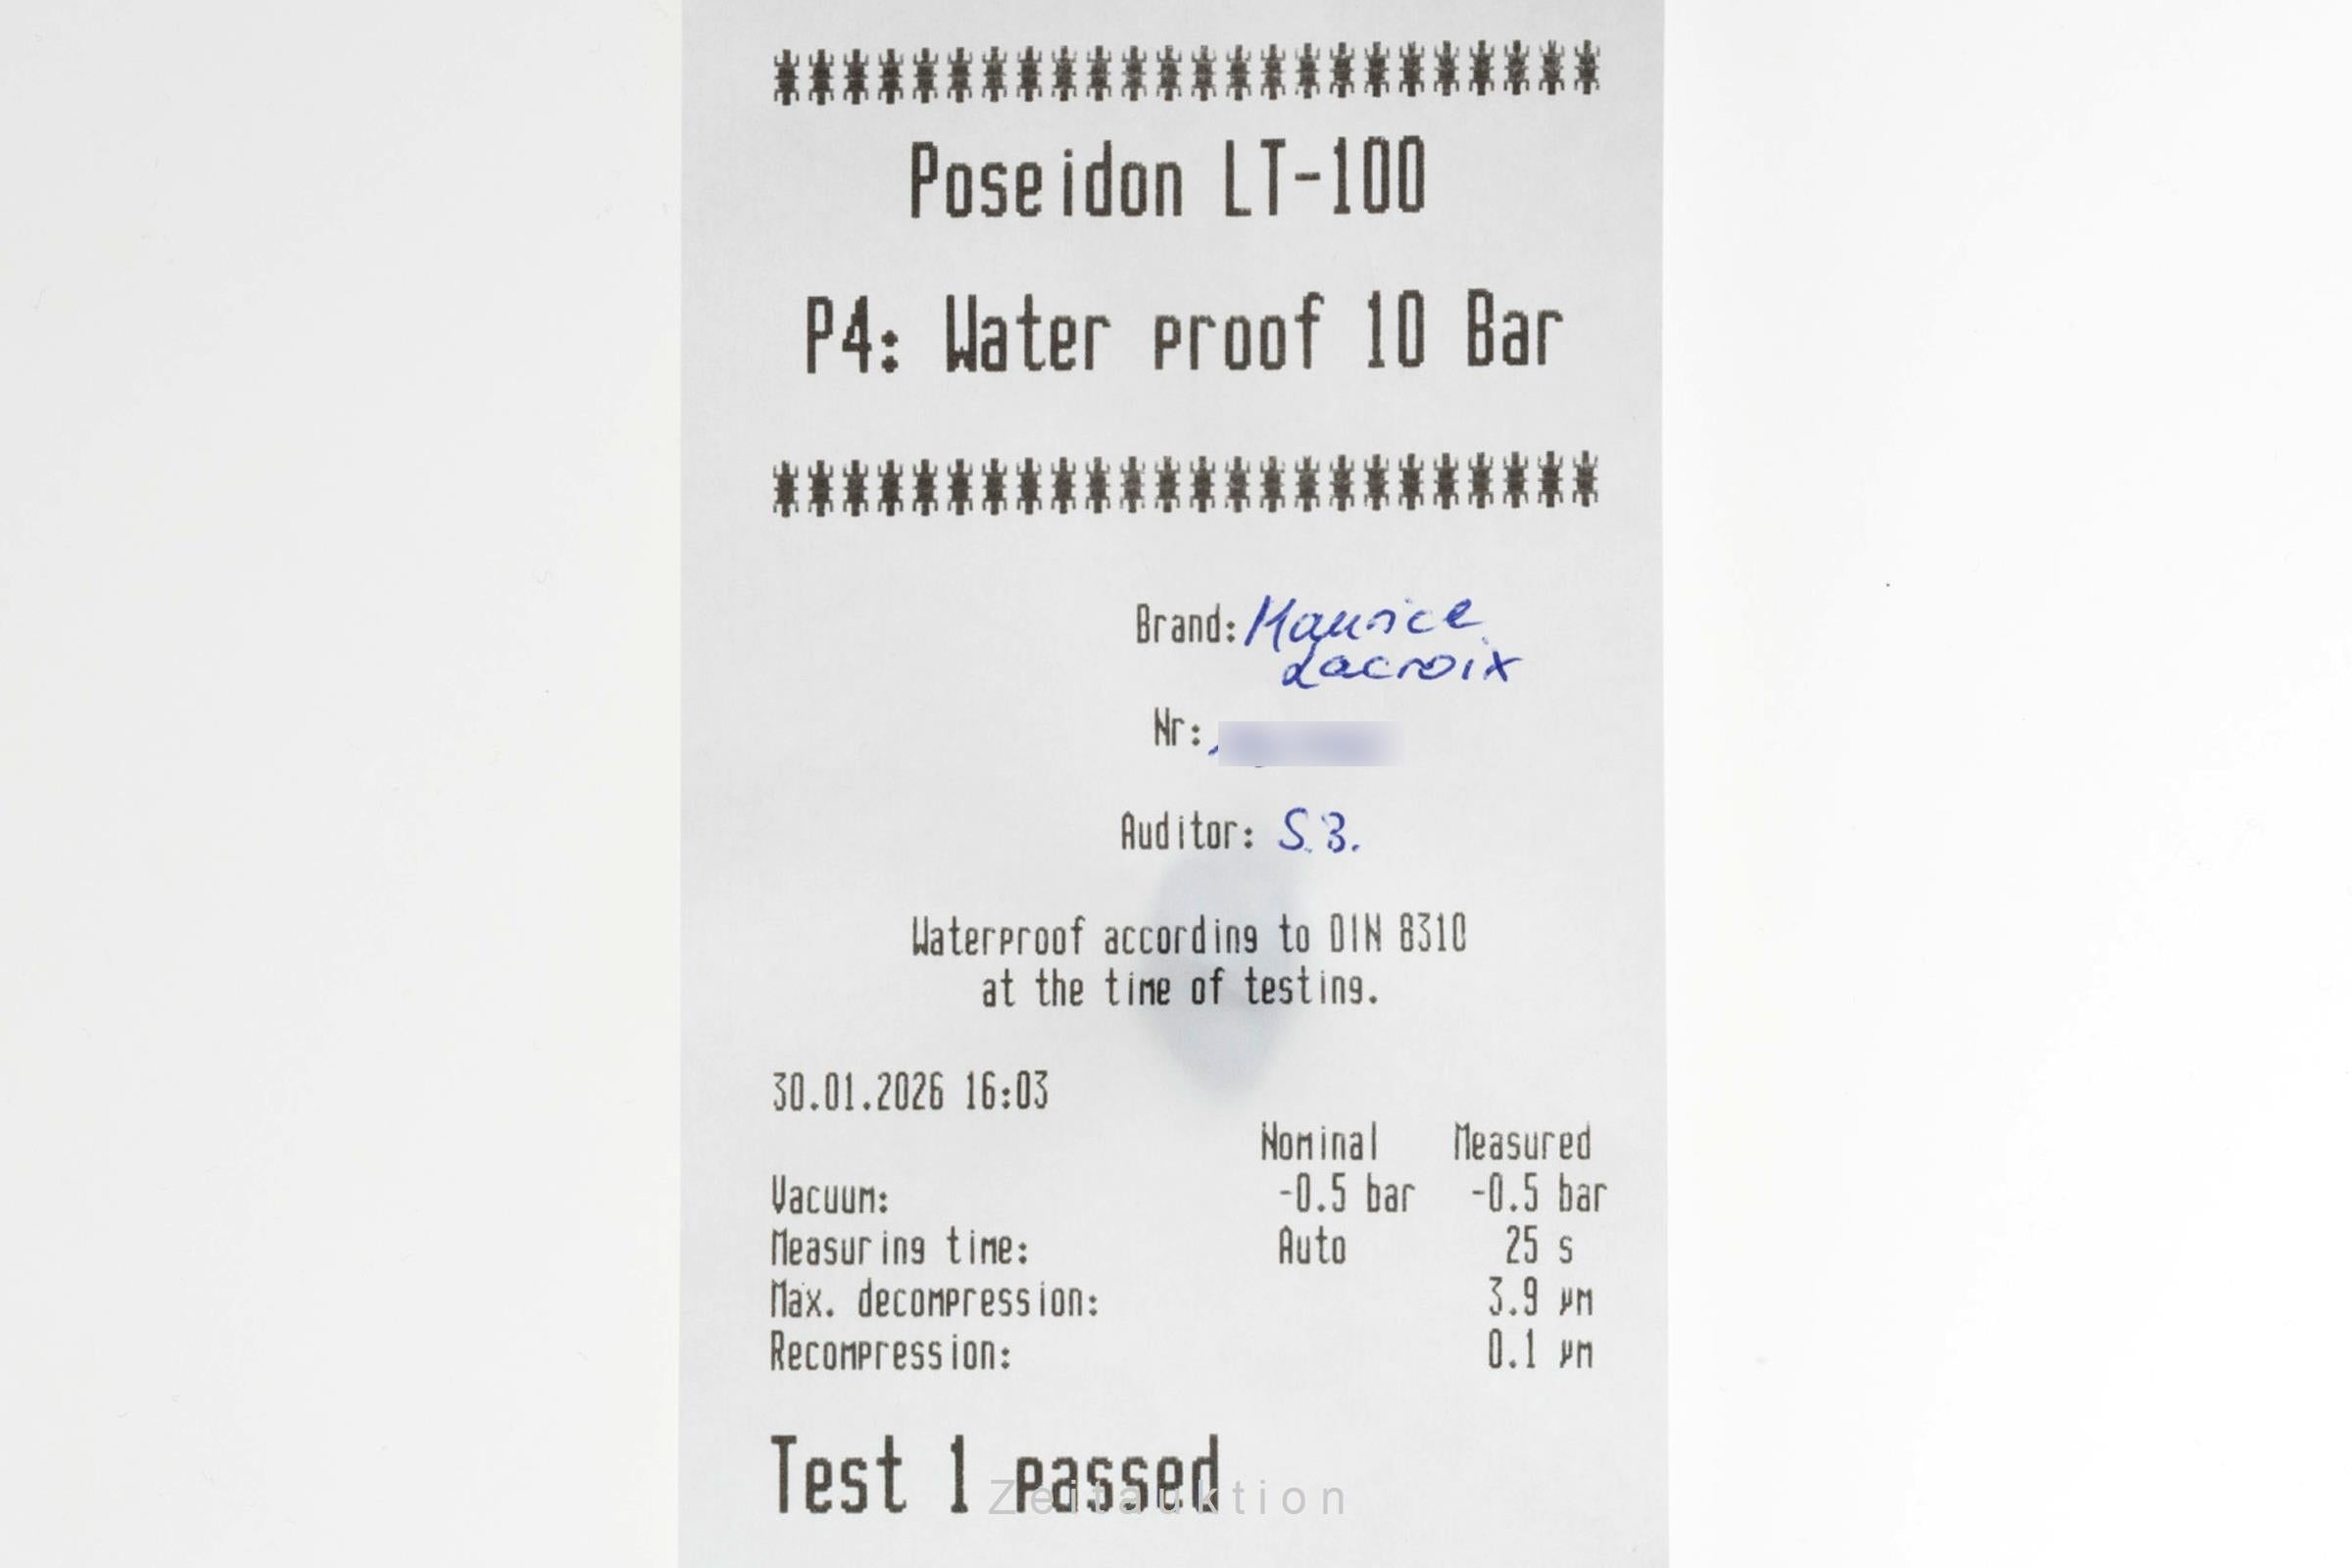 ************************
Poseidon LT-100
P4: Water proof 10 Bar
************************
Brand: Maurice
Lacroix
Nr:
Auditor: S.B.
Waterproof according to DIN 8310
at the time of testing.
30.01.2026 16:03
Nominal Measured
Vacuum: -0.5 bar -0.5 bar
Measuring time: Auto 25 s
Max. decompression: 3.9 µm
Recompression: 0.1 µm
Test 1 passed
Zeitauktion